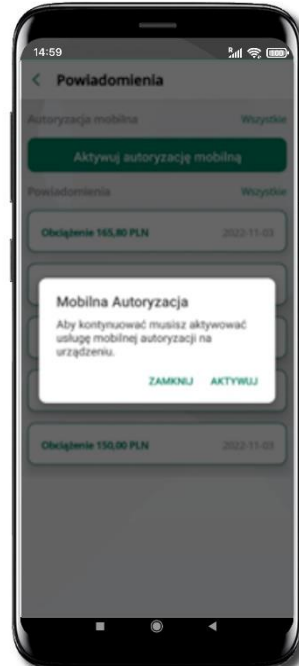 14:59
Powiadomienia
Autoryzacja mobilna Wszystkie
Aktywuj autoryzację mobilną
Powiadomienia Wszystkie
Obciążenie 165,80 PLN 2022-11-03
Mobilna Autoryzacja
Aby kontynuować musisz aktywować
usługę mobilnej autoryzacji na
urządzeniu.
ZAMKNIJ AKTYWUJ
Obciążenie 150,00 PLN 2022-11-03